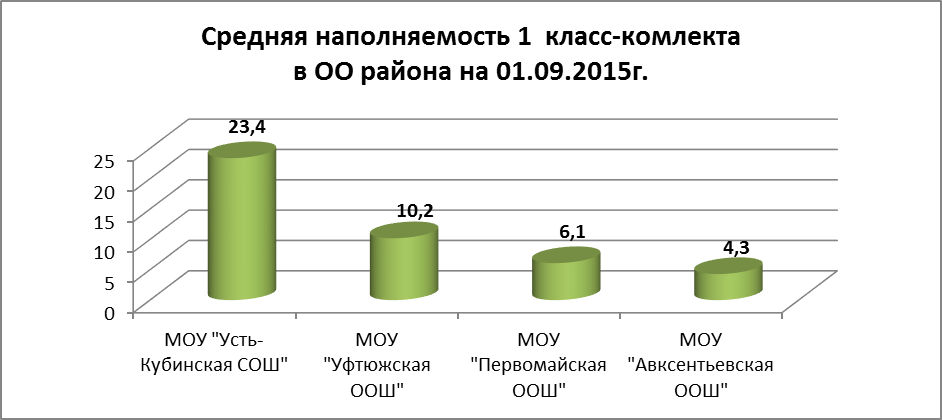 Средняя наполняемость 1 класс-комлекта
в ОО района на 01.09.2015г.
23,4
10,2
6,1
4,3
25
20
15
10
5
0
МОУ "Усть-
Кубинская СОШ"
МОУ
"Уфтюжская
ООШ"
МОУ
"Первомайская
ООШ"
МОУ
"Авксентьевская
ООШ"